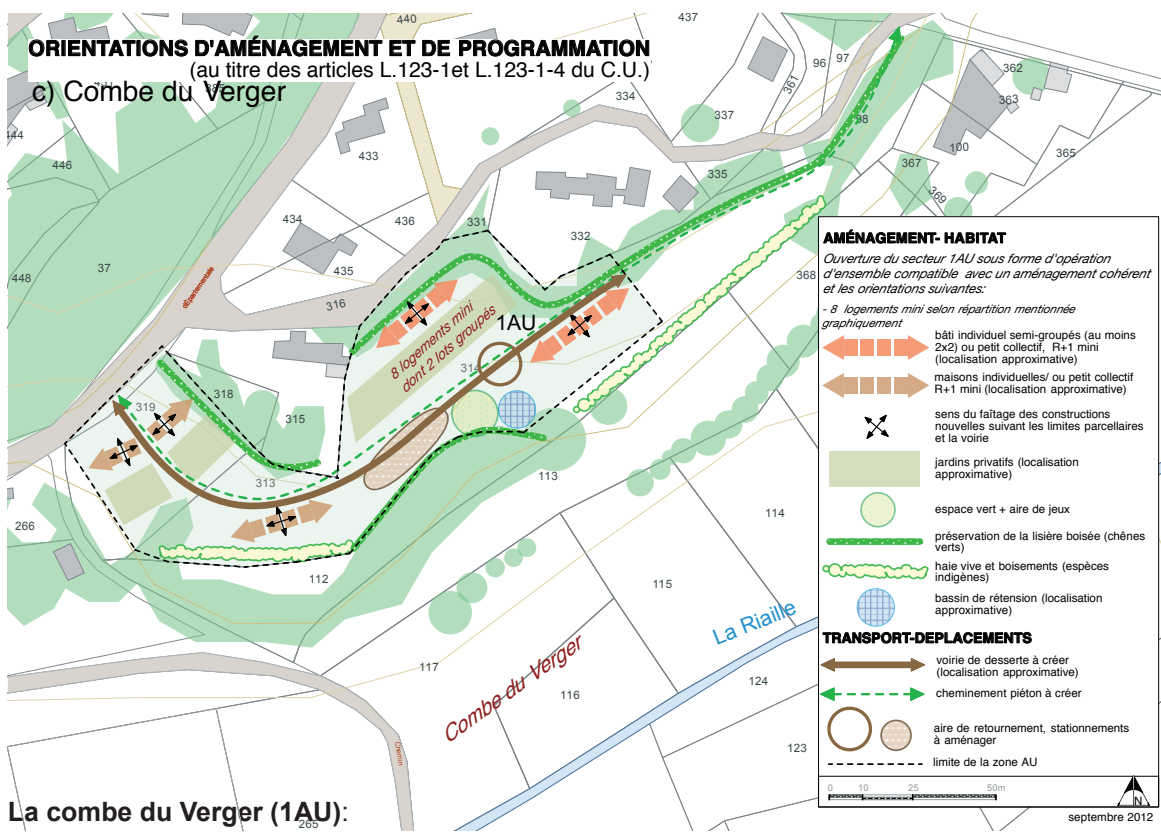 ORIENTATIONS D'AMÉNAGEMENT ET DE PROGRAMMATION
(au titre des articles L.123-1et L.123-1-4 du C.U.)
c) Combe du Verger
440
437
444
446
448
37
433
434
435
436
316
334
337
361
96
97
98
362
363
100
365
367
369
335
331
332
368
départementale
1AU
8 logements mini
dont 2 lots groupés
314
318
319
315
313
266
112
113
114
115
116
117
123
124
265
La Riaille
Combe du Verger
Cremin
AMÉNAGEMENT- HABITAT
Ouverture du secteur 1AU sous forme d'opération
d'ensemble compatible avec un aménagement cohérent
et les orientations suivantes:
- 8 logements mini selon répartition mentionnée
graphiquement
bâti individuel semi-groupés (au moins
2x2) ou petit collectif, R+1 mini
(localisation approximative)
maisons individuelles/ ou petit collectif
R+1 mini (localisation approximative)
sens du faîtage des constructions
nouvelles suivant les limites parcellaires
et la voirie
jardins privatifs (localisation
approximative)
espace vert + aire de jeux
préservation de la lisière boisée (chênes
verts)
haie vive et boisements (espèces
indigènes)
bassin de rétention (localisation
approximative)
TRANSPORT-DEPLACEMENTS
voirie de desserte à créer
(localisation approximative)
cheminement piéton à créer
aire de retournement, stationnements
à aménager
limite de la zone AU
0 10 25 50m
N
septembre 2012
La combe du Verger (1AU):